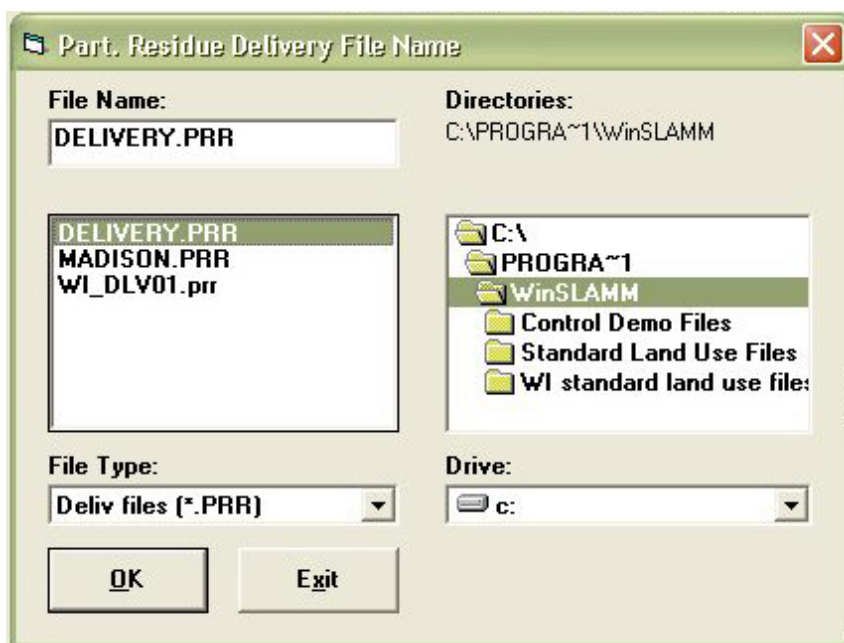 Part. Residue Delivery File Name
File Name:
DELIVERY.PRR
DELIVERY.PRR
MADISON.PRR
WI_DLV01.prr
File Type:
Deliv files (*.PRR)
OK
Exit
Directories:
C:\PROGRA~1\WinSLAMM
C:\
PROGRA~1
WinSLAMM
Control Demo Files
Standard Land Use Files
WI standard land use files
Drive:
c: